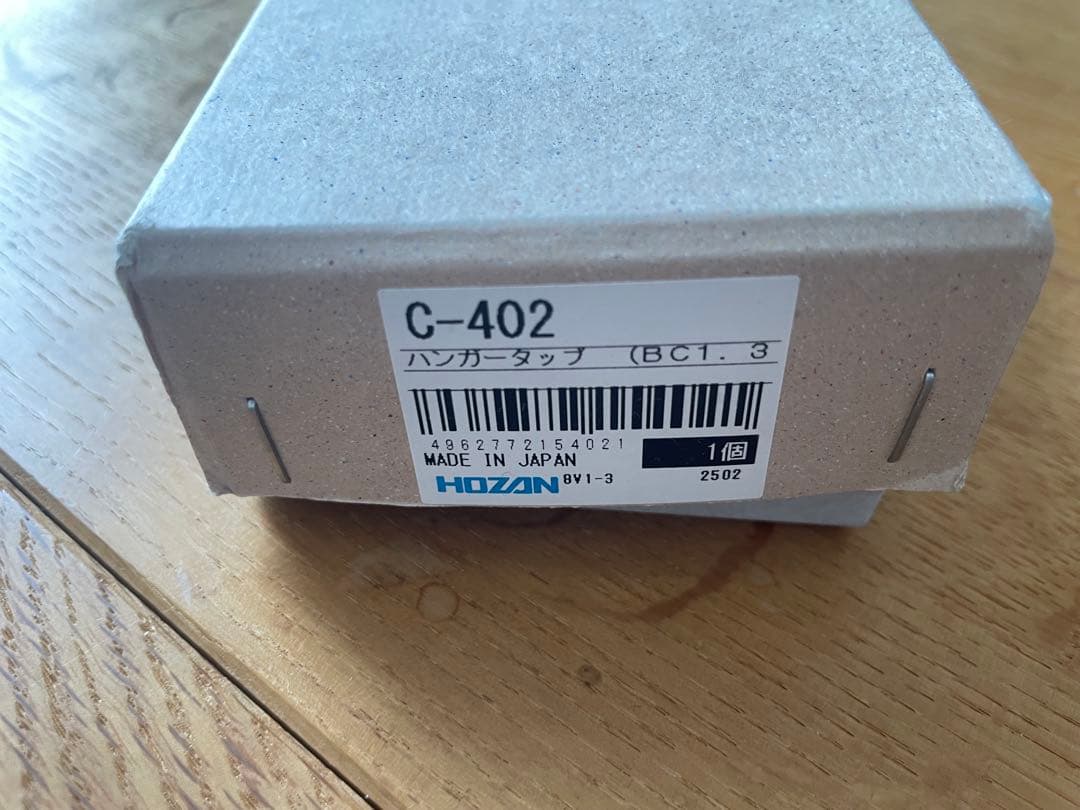 C-402
ハンガータップ (BC1.3
4962772154021
MADE IN JAPAN
1個
HOZAN 8V1-3
2502